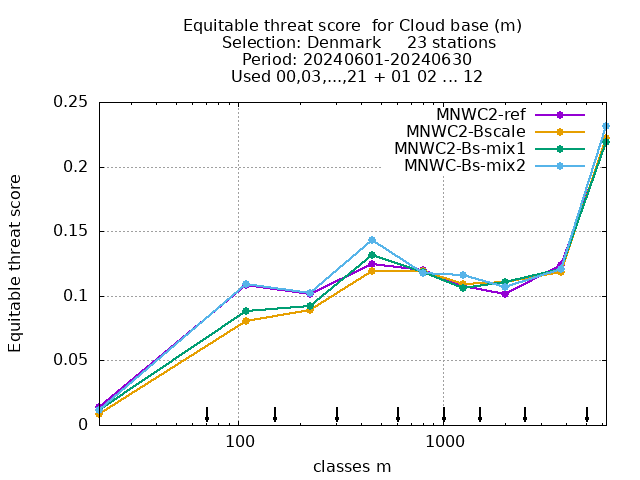 Equitable threat score  for Cloud base (m)
Selection: Denmark     23 stations
Period: 20240601-20240630
Used 00,03,...,21 + 01 02 ... 12
MNWC2-ref
MNWC2-Bscale
MNWC2-Bs-mix1
MNWC-Bs-mix2
Equitable threat score
0.25
0.2
0.15
0.1
0.05
0
100
1000
classes m